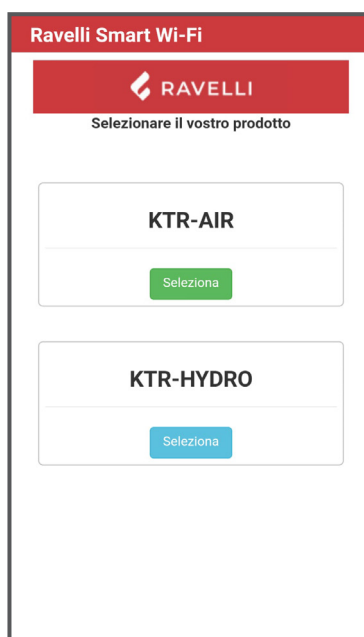 Ravelli Smart Wi-Fi
RAVELLI
Selezionare il vostro prodotto
KTR-AIR
Seleziona
KTR-HYDRO
Seleziona